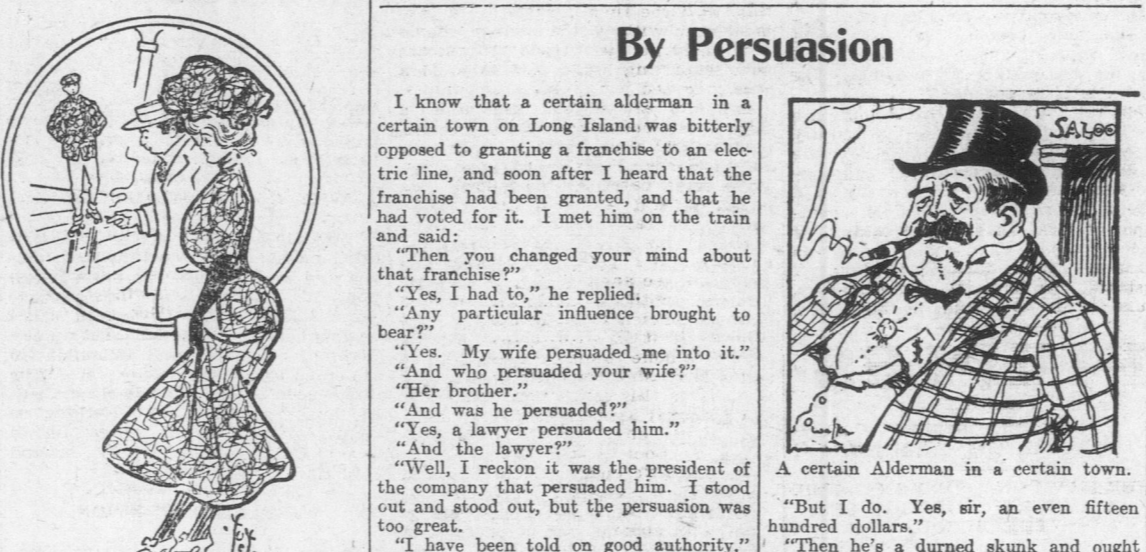 By Persuasion
I know that a certain alderman in a
certain town on Long Island was bitterly
opposed to granting a franchise to an elec-
tric line, and soon after I heard that the
franchise had been granted, and that he
had voted for it. I met him on the train
and said:
"Then you changed your mind about
that franchise?"
"Yes, I had to," he replied.
"Any particular influence brought to
bear?"
"Yes. My wife persuaded me into it."
"And who persuaded your wife?"
"Her brother."
"And was he persuaded?"
"Yes, a lawyer persuaded him."
"And the lawyer?"
"Well, I reckon it was the president of
the company that persuaded him. I stood
out and stood out, but the persuasion was
too great.
"I have been told on good authority."
SALOO
$
A certain Alderman in a certain town.
"But I do. Yes, sir, an even fifteen
hundred dollars."
"Then he's a durned skunk and ought